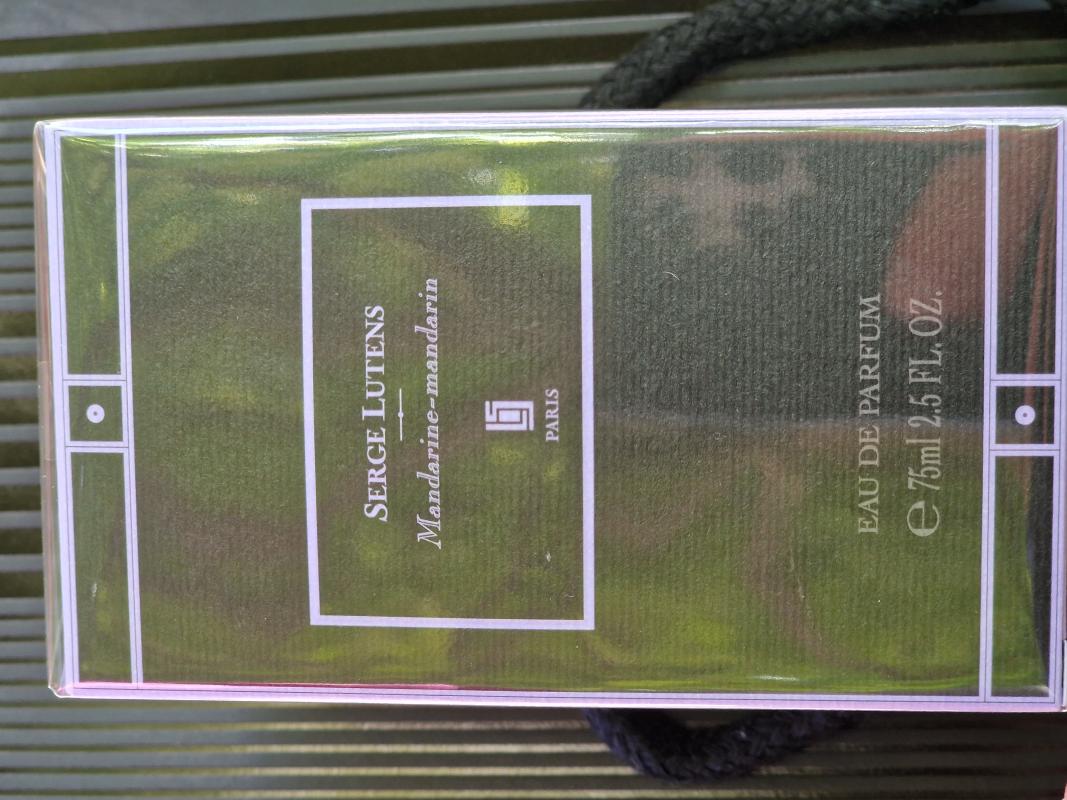 SERGE LUTENS
Mandarine-mandarin
PARIS
EAU DE PARFUM
℮ 75ml 2.5 FL. OZ.